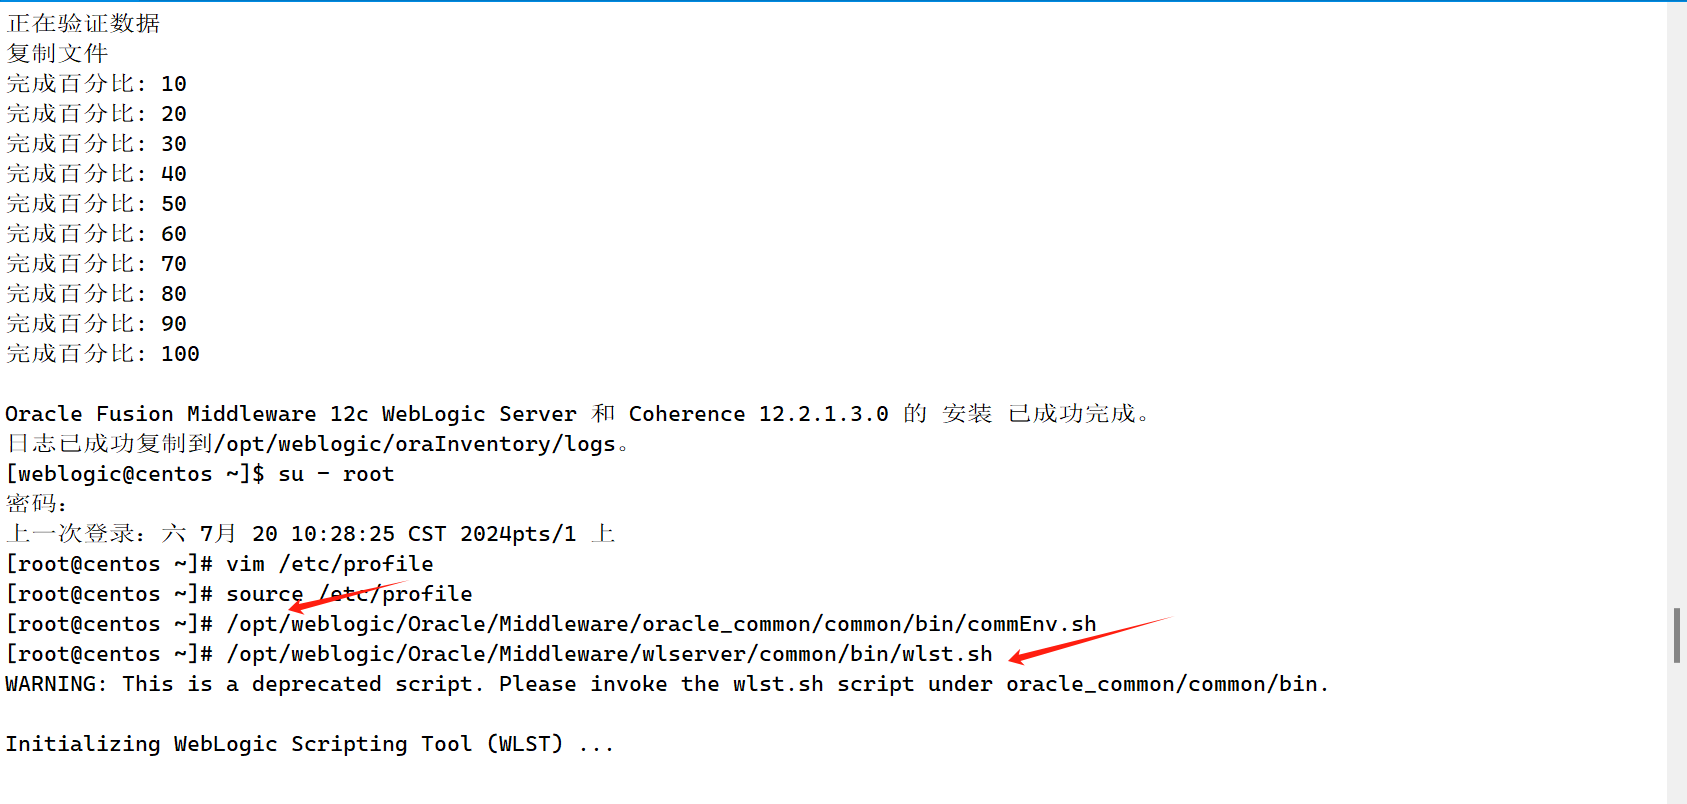 正在验证数据
复制文件
完成百分比: 10
完成百分比: 20
完成百分比: 30
完成百分比: 40
完成百分比: 50
完成百分比: 60
完成百分比: 70
完成百分比: 80
完成百分比: 90
完成百分比: 100
Oracle Fusion Middleware 12c WebLogic Server 和 Coherence 12.2.1.3.0 的 安装 已成功完成。
日志已成功复制到/opt/weblogic/oraInventory/logs。
[weblogic@centos ~]$ su - root
密码：
上一次登录：六 7月 20 10:28:25 CST 2024pts/1 上
[root@centos ~]# vim /etc/profile
[root@centos ~]# source /etc/profile
[root@centos ~]# /opt/weblogic/Oracle/Middleware/oracle_common/common/bin/commEnv.sh
[root@centos ~]# /opt/weblogic/Oracle/Middleware/wlserver/common/bin/wlst.sh
WARNING: This is a deprecated script. Please invoke the wlst.sh script under oracle_common/common/bin.
Initializing WebLogic Scripting Tool (WLST) ...